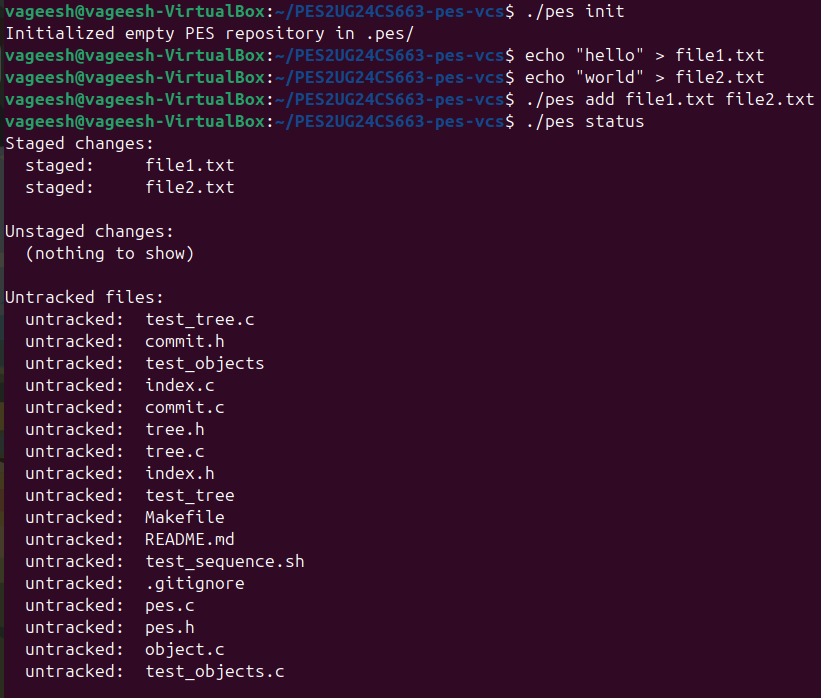 vageesh@vageesh-VirtualBox:~/PES2UG24CS663-pes-vcs$ ./pes init
Initialized empty PES repository in .pes/
vageesh@vageesh-VirtualBox:~/PES2UG24CS663-pes-vcs$ echo "hello" > file1.txt
vageesh@vageesh-VirtualBox:~/PES2UG24CS663-pes-vcs$ echo "world" > file2.txt
vageesh@vageesh-VirtualBox:~/PES2UG24CS663-pes-vcs$ ./pes add file1.txt file2.txt
vageesh@vageesh-VirtualBox:~/PES2UG24CS663-pes-vcs$ ./pes status
Staged changes:
  staged:     file1.txt
  staged:     file2.txt

Unstaged changes:
  (nothing to show)

Untracked files:
  untracked:  test_tree.c
  untracked:  commit.h
  untracked:  test_objects
  untracked:  index.c
  untracked:  commit.c
  untracked:  tree.h
  untracked:  tree.c
  untracked:  index.h
  untracked:  test_tree
  untracked:  Makefile
  untracked:  README.md
  untracked:  test_sequence.sh
  untracked:  .gitignore
  untracked:  pes.c
  untracked:  pes.h
  untracked:  object.c
  untracked:  test_objects.c